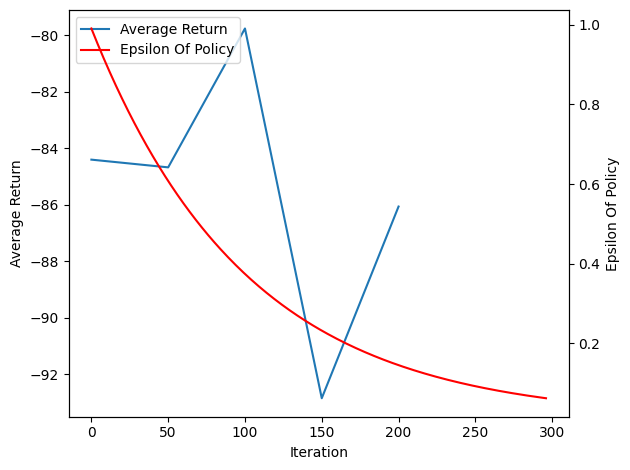 Average Return
Epsilon Of Policy
−80
−82
−84
−86
−88
−90
−92
Average Return
1.0
0.8
0.6
0.4
0.2
Epsilon Of Policy
0 50 100 150 200 250 300
Iteration